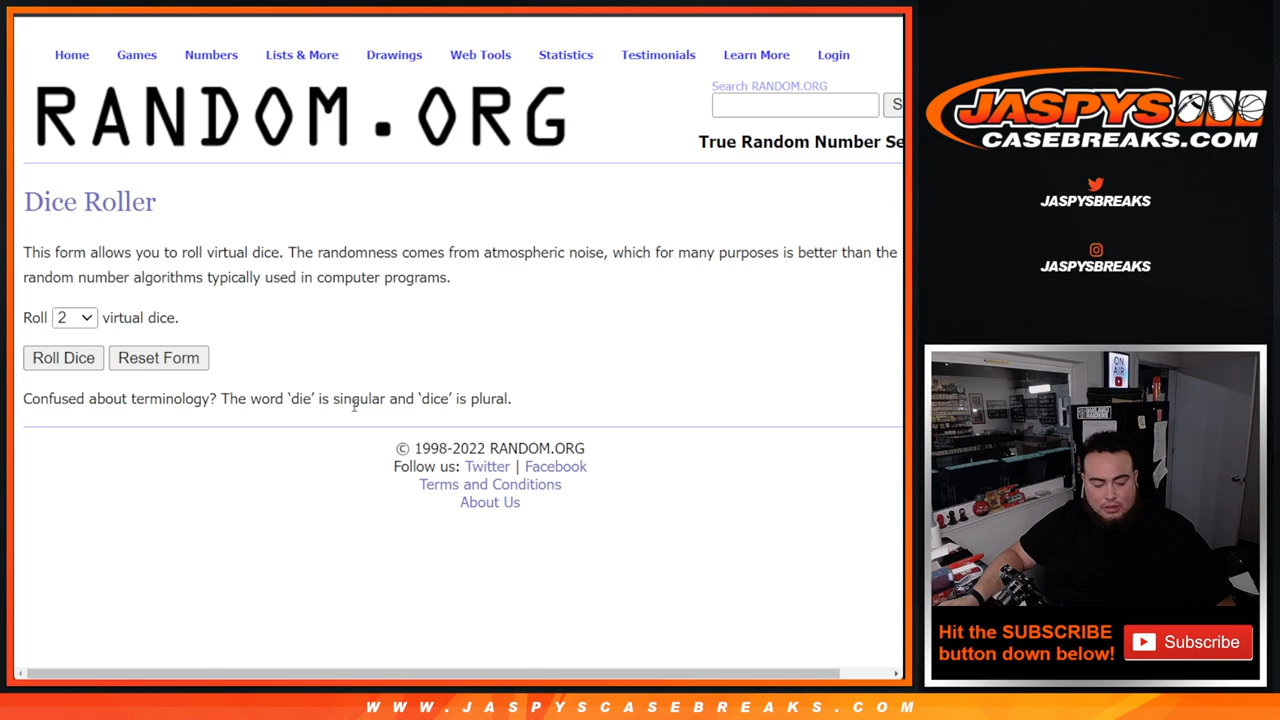 Home Games Numbers Lists & More Drawings Web Tools Statistics Testimonials Learn More Login
RANDOM.ORG
Search RANDOM.ORG
S
True Random Number Se
Dice Roller
This form allows you to roll virtual dice. The randomness comes from atmospheric noise, which for many purposes is better than the
random number algorithms typically used in computer programs.
Roll 2 virtual dice.
Roll Dice Reset Form
Confused about terminology? The word ‘die’ is singular and ‘dice’ is plural.
© 1998-2022 RANDOM.ORG
Follow us: Twitter | Facebook
Terms and Conditions
About Us
JASPYS
CASEBREAKS.COM
JASPYSBREAKS
JASPYSBREAKS
ON
AIR
OAKLAND
RAIDERS
Hit the SUBSCRIBE
button down below!
Subscribe
WWW.JASPYSCASEBREAKS.COM